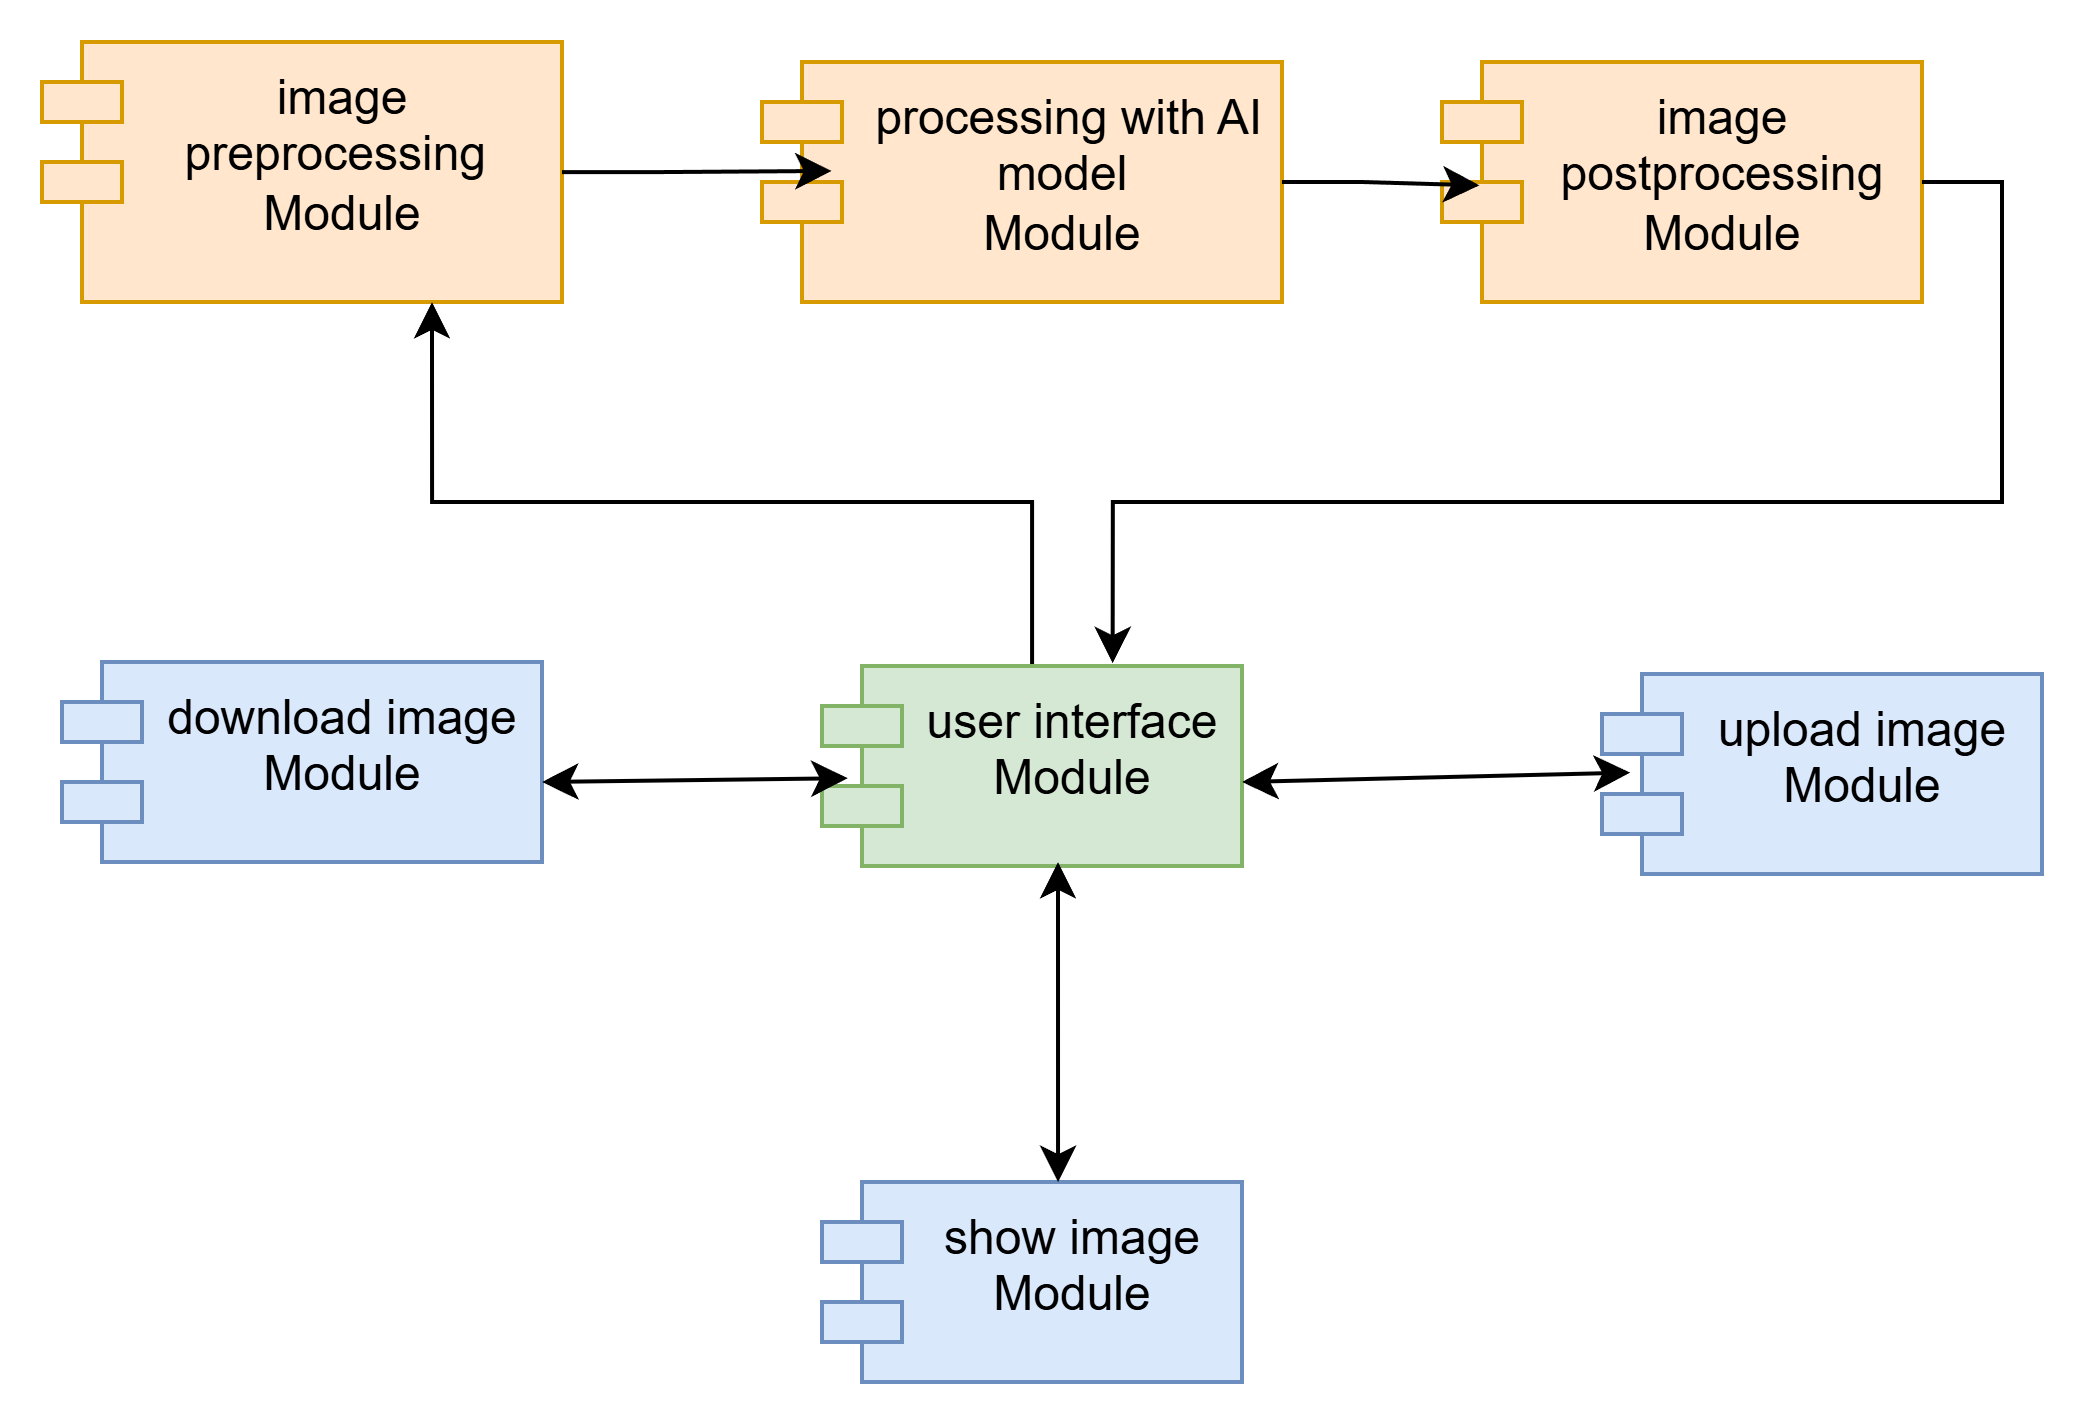 image
preprocessing
Module
processing with AI
model
Module
image
postprocessing
Module
download image
Module
user interface
Module
upload image
Module
show image
Module